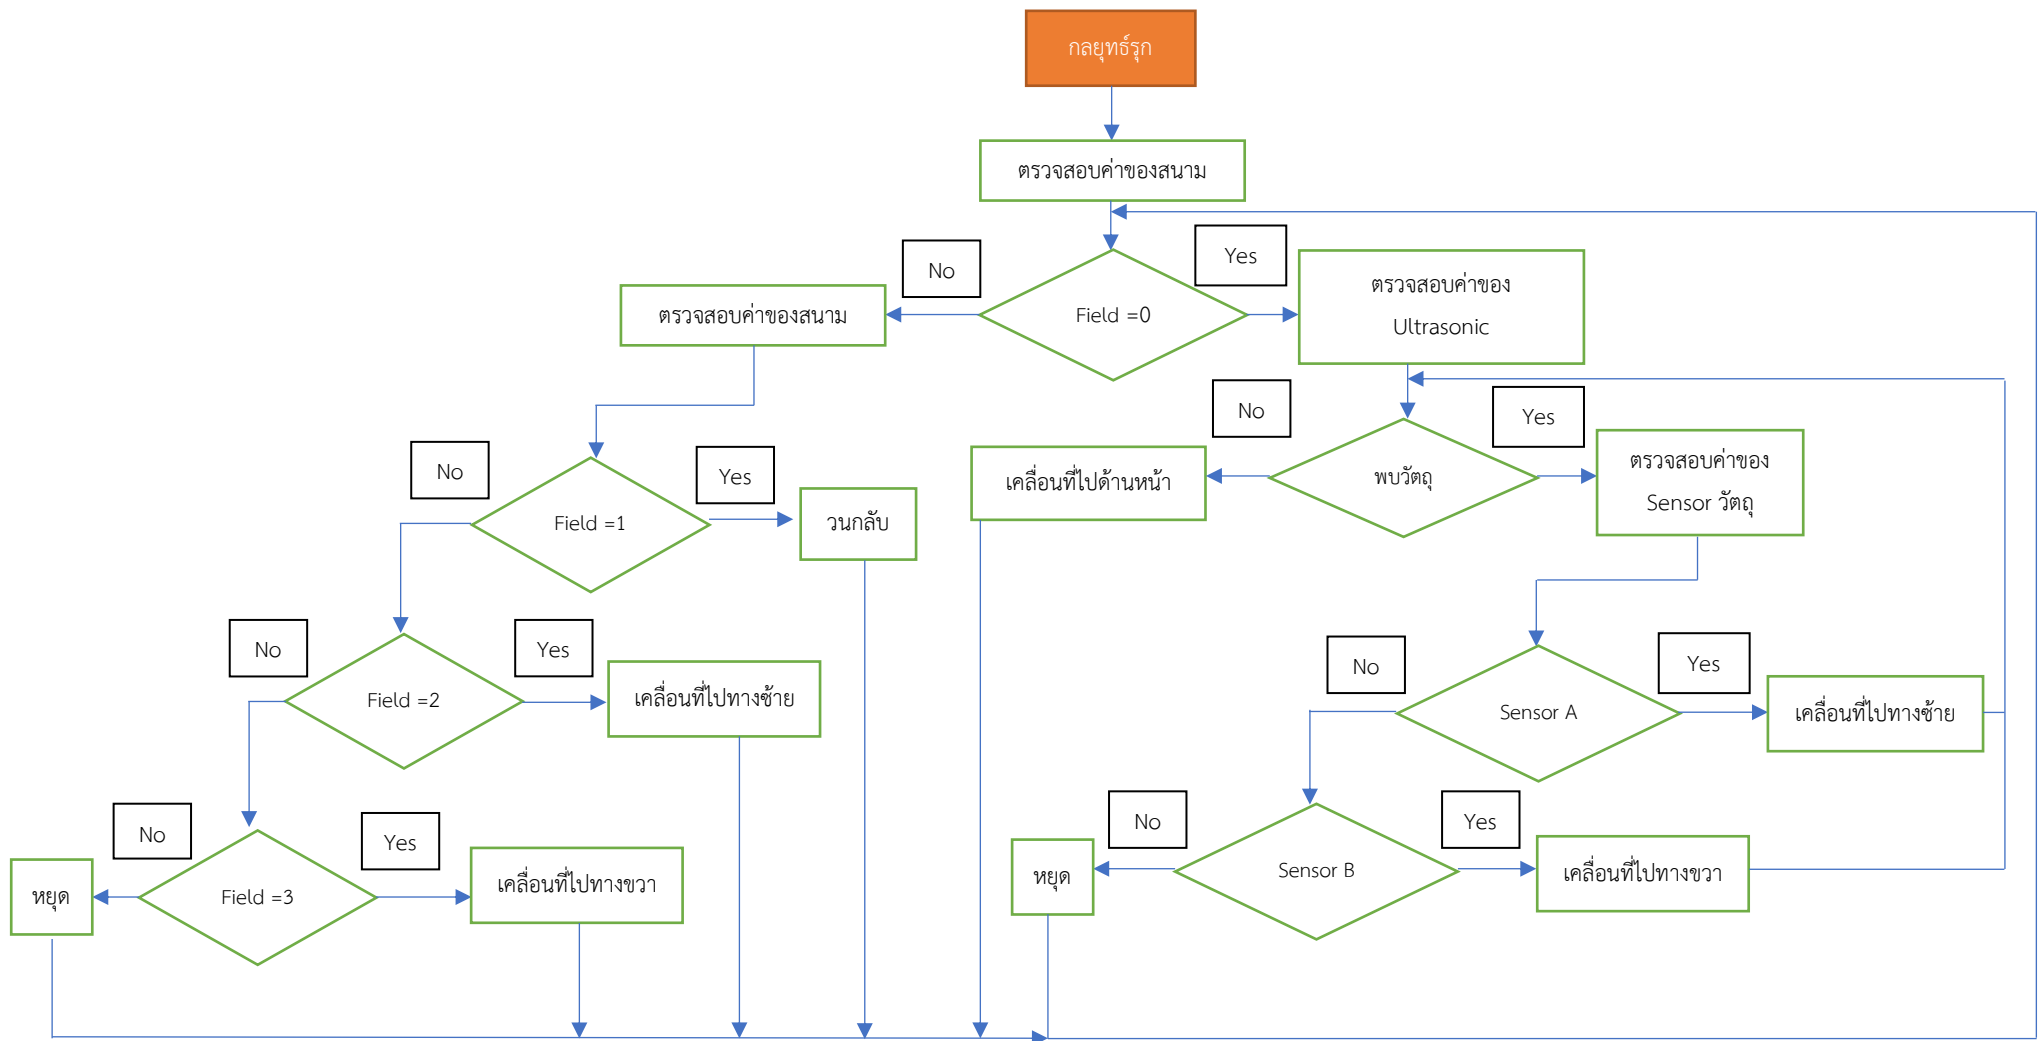 กลยุทธ์รุก
ตรวจสอบค่าของสนาม
No
Yes
ตรวจสอบค่าของสนาม
Field =0
ตรวจสอบค่าของ
Ultrasonic
No
Yes
No
Yes
เคลื่อนที่ไปด้านหน้า
พบวัตถุ
ตรวจสอบค่าของ
Sensor วัตถุ
Field =1
วนกลับ
No
Yes
No
Yes
Field =2
เคลื่อนที่ไปทางซ้าย
Sensor A
เคลื่อนที่ไปทางซ้าย
No
Yes
No
Yes
หยุด
Field =3
เคลื่อนที่ไปทางขวา
หยุด
Sensor B
เคลื่อนที่ไปทางขวา